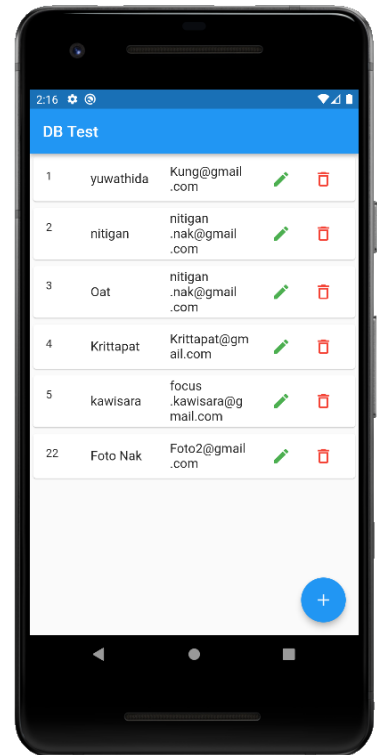 2:16
DB Test
1 yuwathida Kung@gmail
.com
2 nitigan nitigan
.nak@gmail
.com
3 Oat nitigan
.nak@gmail
.com
4 Krittapat Krittapat@gm
ail.com
5 kawisara focus
.kawisara@g
mail.com
22 Foto Nak Foto2@gmail
.com